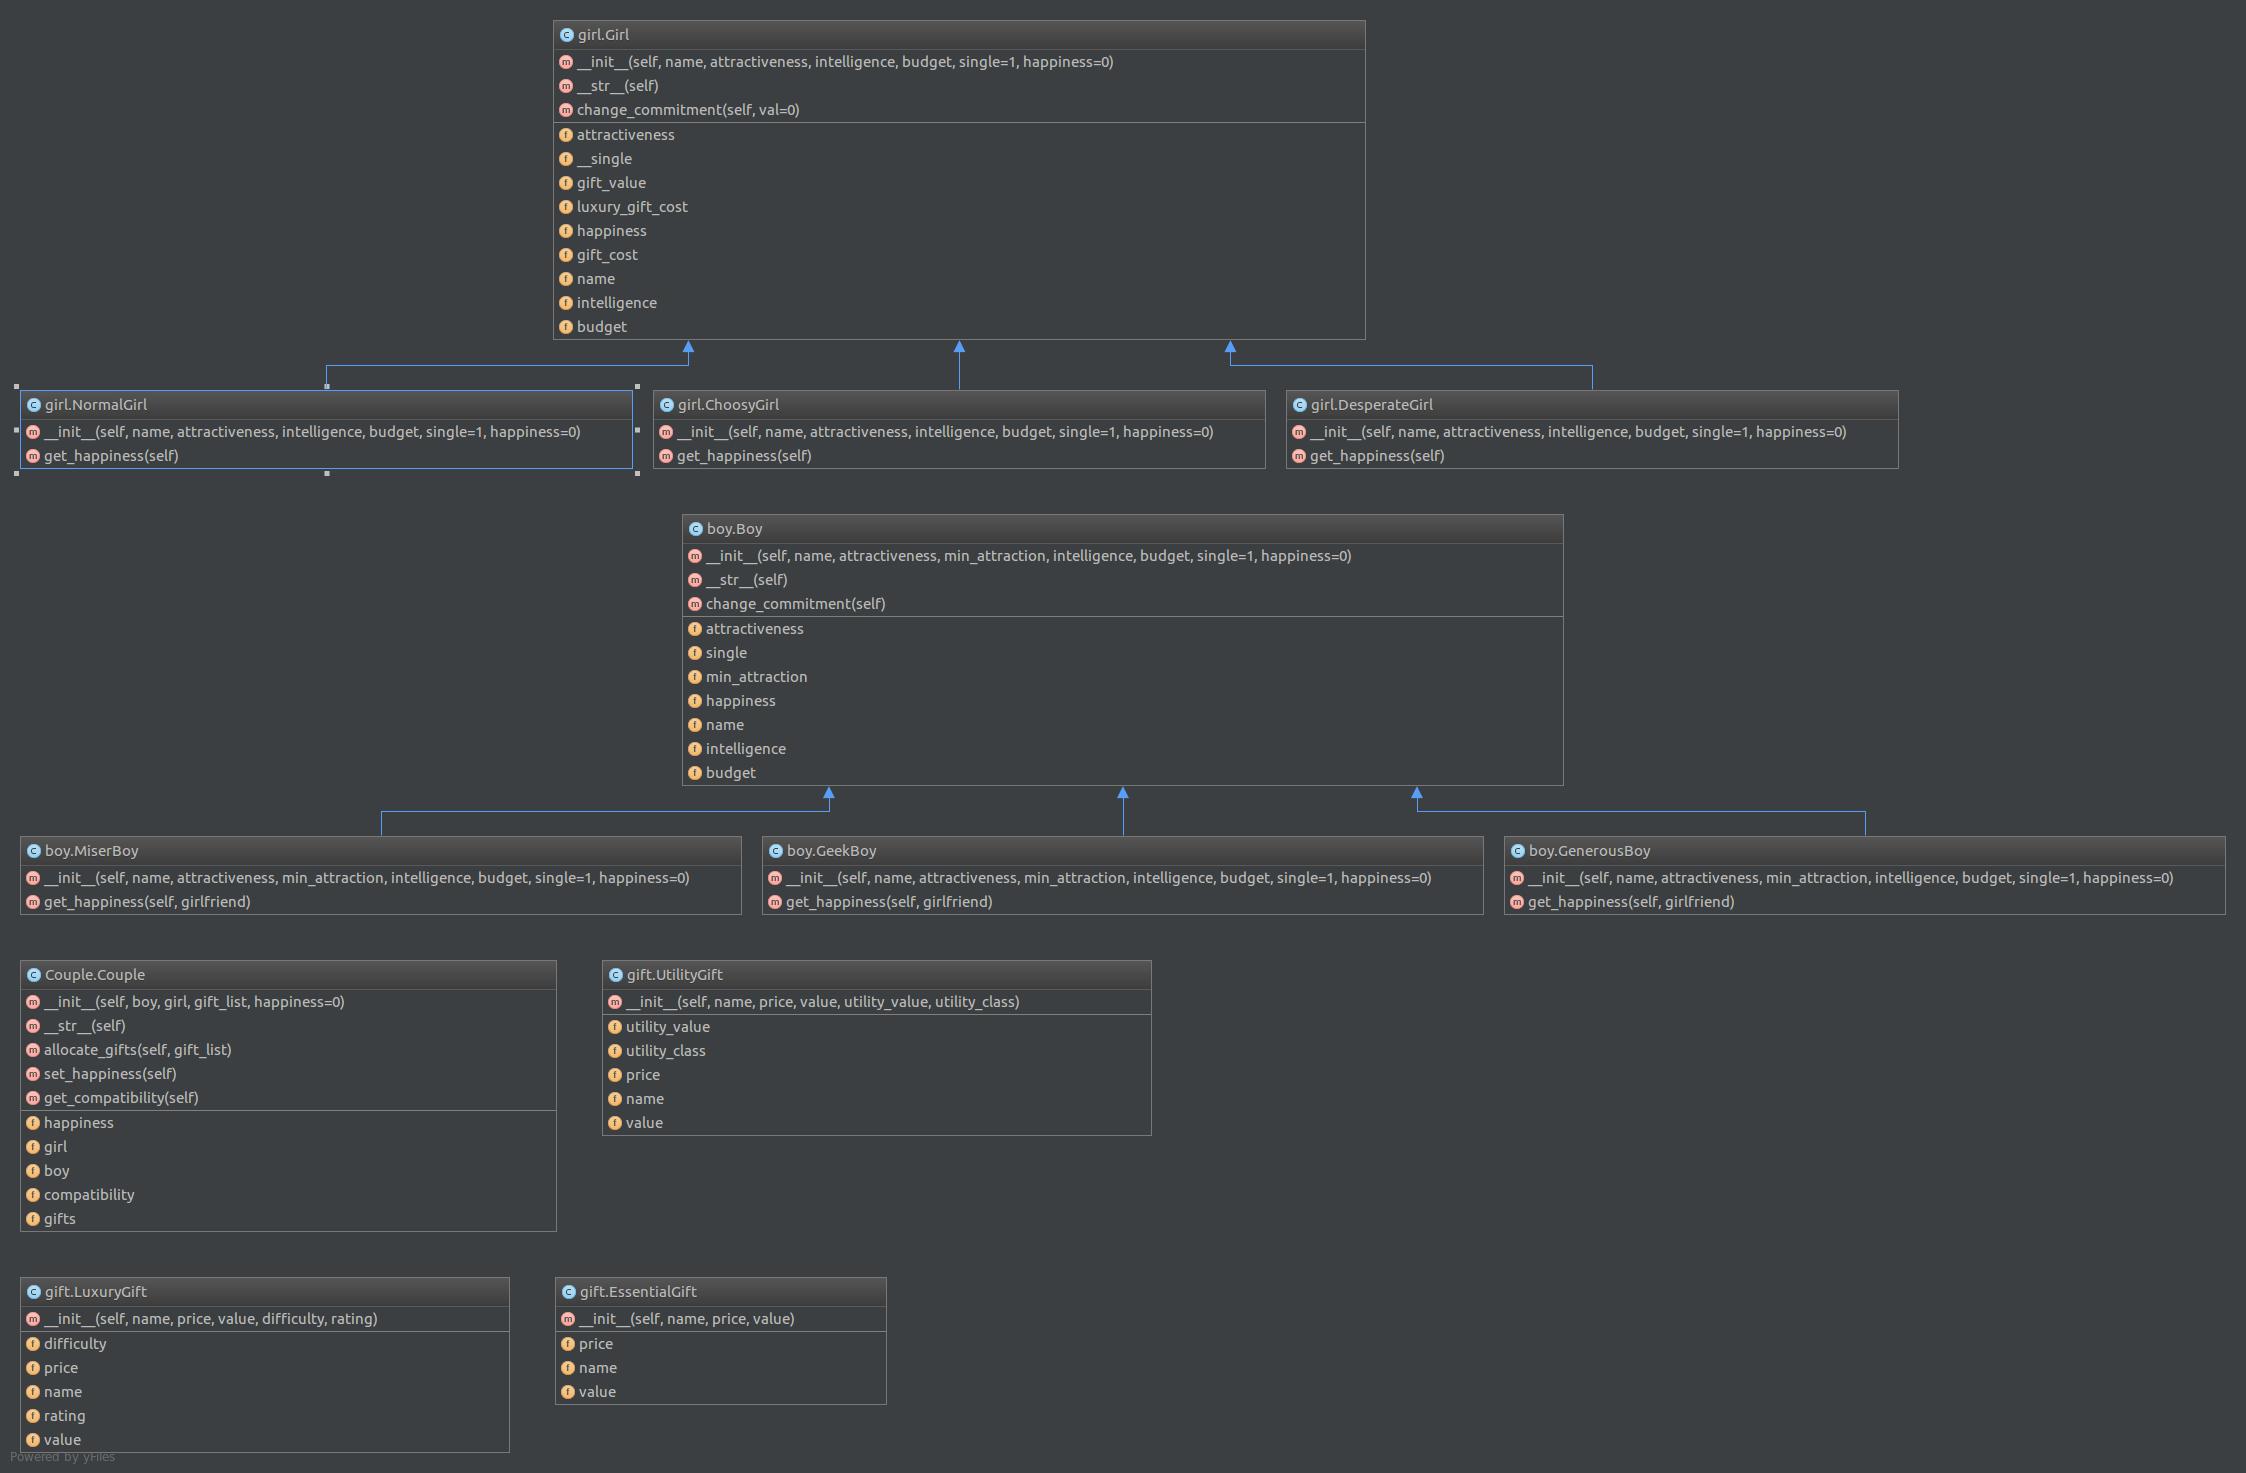 girl.Girl
__init__(self, name, attractiveness, intelligence, budget, single=1, happiness=0)
__str__(self)
change_commitment(self, val=0)
attractiveness
__single
gift_value
luxury_gift_cost
happiness
gift_cost
name
intelligence
budget
girl.NormalGirl
__init__(self, name, attractiveness, intelligence, budget, single=1, happiness=0)
get_happiness(self)
girl.ChoosyGirl
__init__(self, name, attractiveness, intelligence, budget, single=1, happiness=0)
get_happiness(self)
girl.DesperateGirl
__init__(self, name, attractiveness, intelligence, budget, single=1, happiness=0)
get_happiness(self)
boy.Boy
__init__(self, name, attractiveness, min_attraction, intelligence, budget, single=1, happiness=0)
__str__(self)
change_commitment(self)
attractiveness
single
min_attraction
happiness
name
intelligence
budget
boy.MiserBoy
__init__(self, name, attractiveness, min_attraction, intelligence, budget, single=1, happiness=0)
get_happiness(self, girlfriend)
boy.GeekBoy
__init__(self, name, attractiveness, min_attraction, intelligence, budget, single=1, happiness=0)
get_happiness(self, girlfriend)
boy.GenerousBoy
__init__(self, name, attractiveness, min_attraction, intelligence, budget, single=1, happiness=0)
get_happiness(self, girlfriend)
Couple.Couple
__init__(self, boy, girl, gift_list, happiness=0)
__str__(self)
allocate_gifts(self, gift_list)
set_happiness(self)
get_compatibility(self)
happiness
girl
boy
compatibility
gifts
gift.UtilityGift
__init__(self, name, price, value, utility_value, utility_class)
utility_value
utility_class
price
name
value
gift.LuxuryGift
__init__(self, name, price, value, difficulty, rating)
difficulty
price
name
rating
value
gift.EssentialGift
__init__(self, name, price, value)
price
name
value
Powered by yFiles